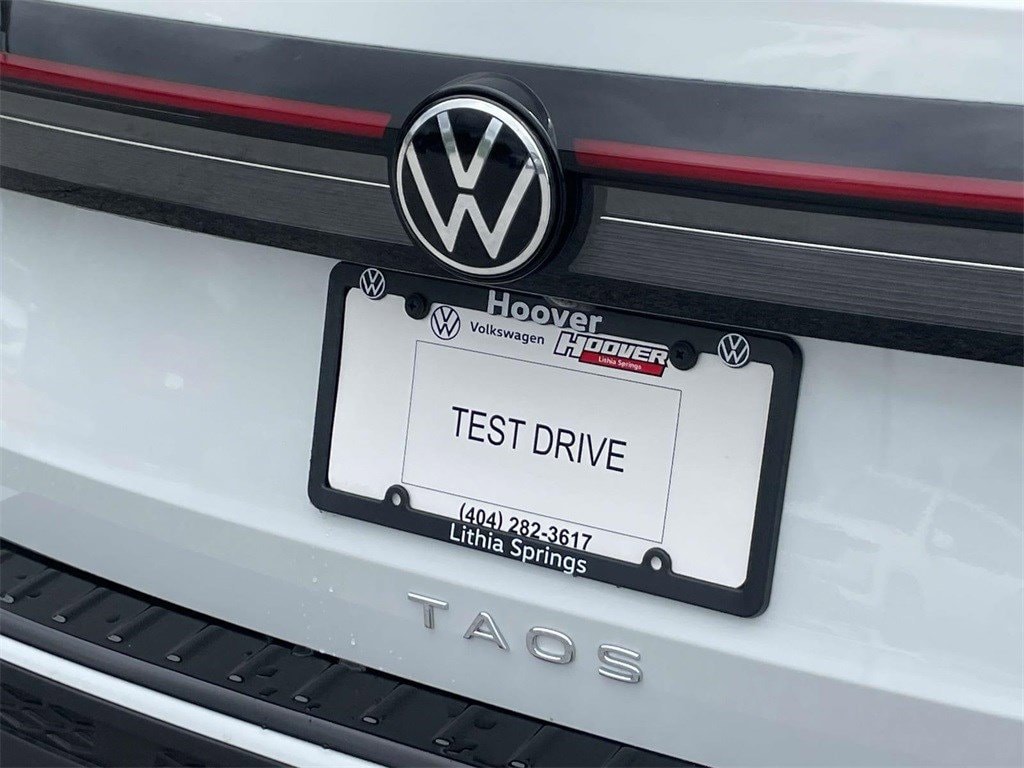 Hoover
Volkswagen HOOVER
Lithia Springs
TEST DRIVE
(404) 282-3617
Lithia Springs
TAOS